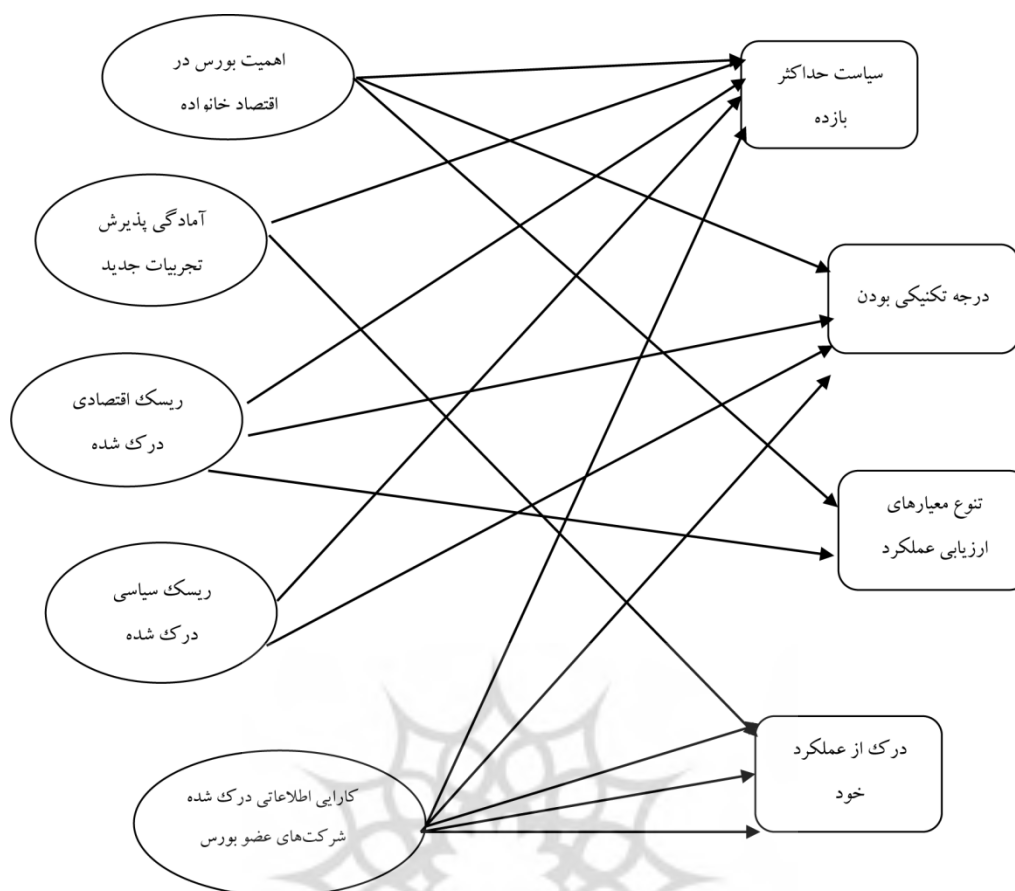 اهمیت بورس در
اقتصاد خانواده
سیاست حداکثر
بازده
آمادگی پذیرش
تجربیات جدید
درجه تکنیکی بودن
ریسک اقتصادی
درک شده
تنوع معیارهای
ارزیابی عملکرد
ریسک سیاسی
درک شده
درک از عملکرد
خود
کارایی اطلاعاتی درک شده
شرکت‌های عضو بورس